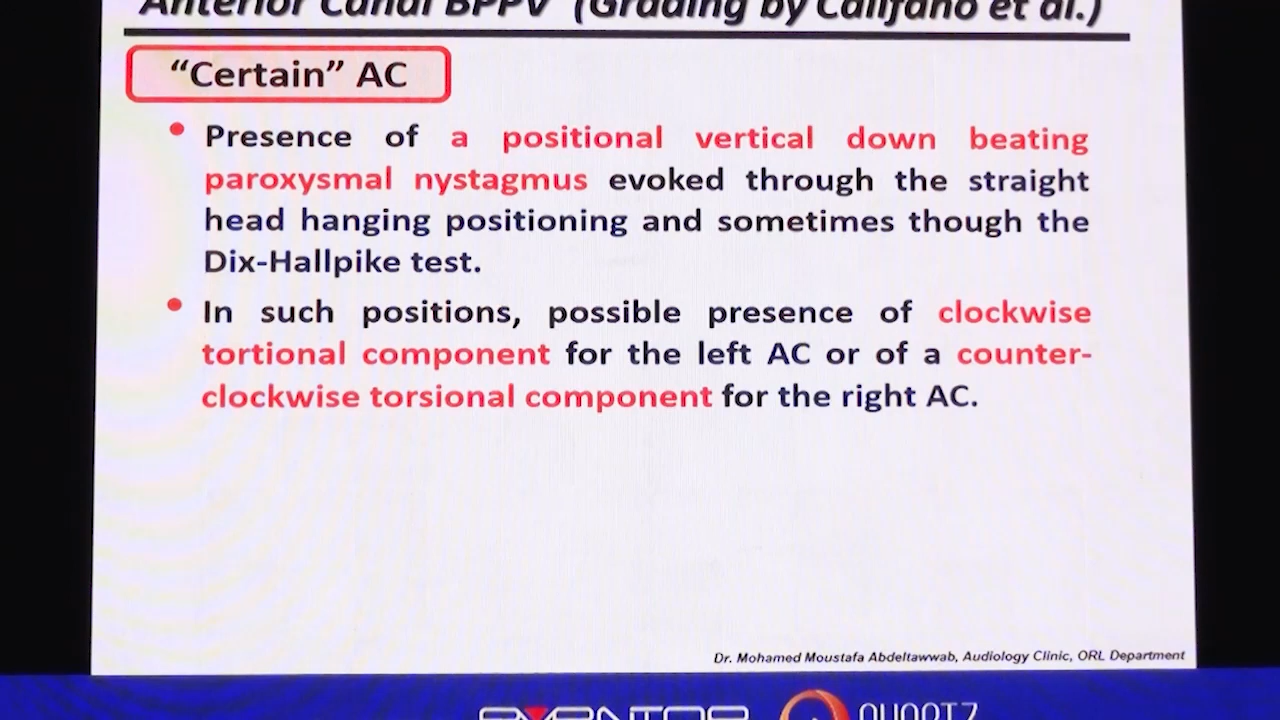 Anterior Canal BPPV (Grading by Califano et al.)
“Certain” AC
• Presence of a positional vertical down beating
paroxysmal nystagmus evoked through the straight
head hanging positioning and sometimes though the
Dix-Hallpike test.
• In such positions, possible presence of clockwise
tortional component for the left AC or of a counter-
clockwise torsional component for the right AC.
Dr. Mohamed Moustafa Abdeltawwab, Audiology Clinic, ORL Department
QUARTZ